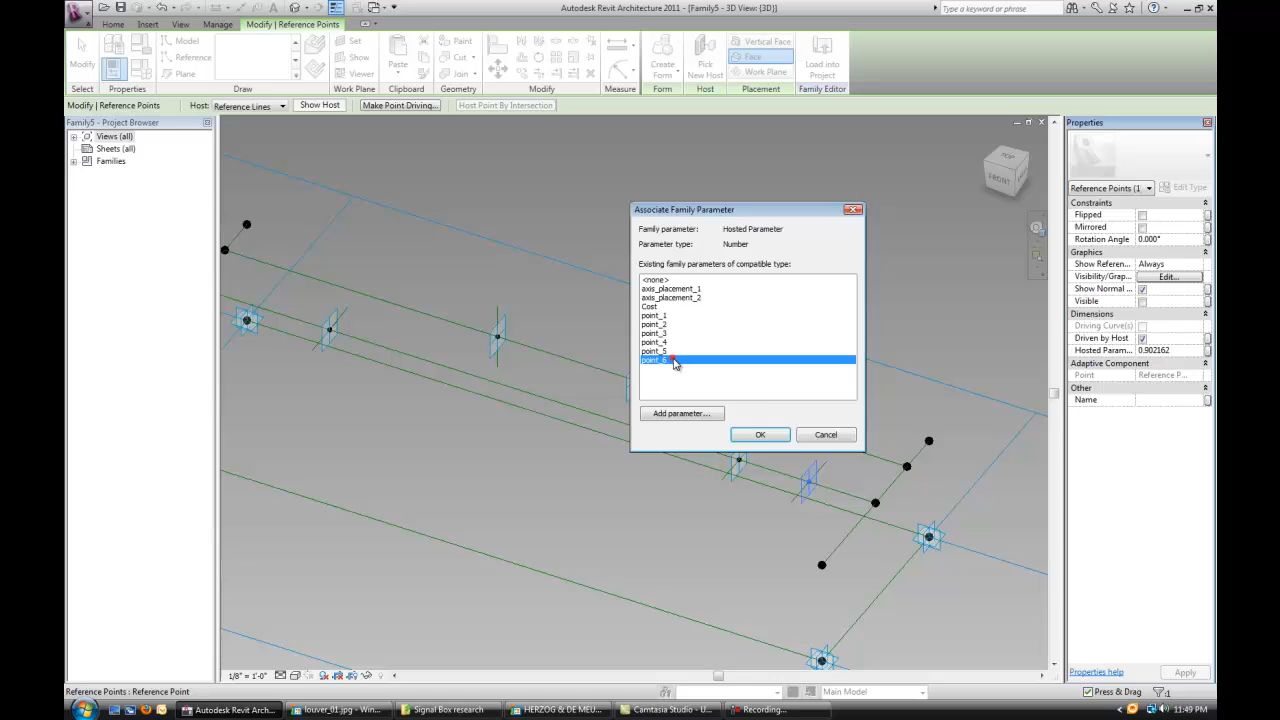 Autodesk Revit Architecture 2011 - [Family5 - 3D View: {3D}]
Type a keyword or phrase
Home Insert View Manage Modify | Reference Points
Modify
Model
Reference
Plane
Set
Show
Viewer
Paste
Paint
Cut
Join
Create Form
Pick New Host
Vertical Face
Face
Work Plane
Load into Project
Select Properties Draw Work Plane Clipboard Geometry Modify Measure Form Host Placement Family Editor
Modify | Reference Points Host: Reference Lines Show Host Make Point Driving... Host Point By Intersection
Family5 - Project Browser
Views (all)
Sheets (all)
Families
TOP
FRONT
Associate Family Parameter
Family parameter: Hosted Parameter
Parameter type: Number
Existing family parameters of compatible type:
<none>
axis_placement_1
axis_placement_2
Cost
point_1
point_2
point_3
point_4
point_5
point_6
Add parameter...
OK Cancel
Properties
Reference Points (1 Edit Type
Constraints
Flipped
Mirrored
Rotation Angle 0.000°
Graphics
Show Referen... Always
Visibility/Grap... Edit...
Show Normal ...
Visible
Dimensions
Driving Curve(s)
Driven by Host
Hosted Param... 0.902162
Adaptive Component
Point Reference P...
Other
Name
Properties help Apply
1/8" = 1'-0"
Reference Points : Reference Point
Main Model
Press & Drag :1
Autodesk Revit Arch... louver_01.jpg - Win... Signal Box research HERZOG & DE MEU... Camtasia Studio - U... Recording... 11:49 PM